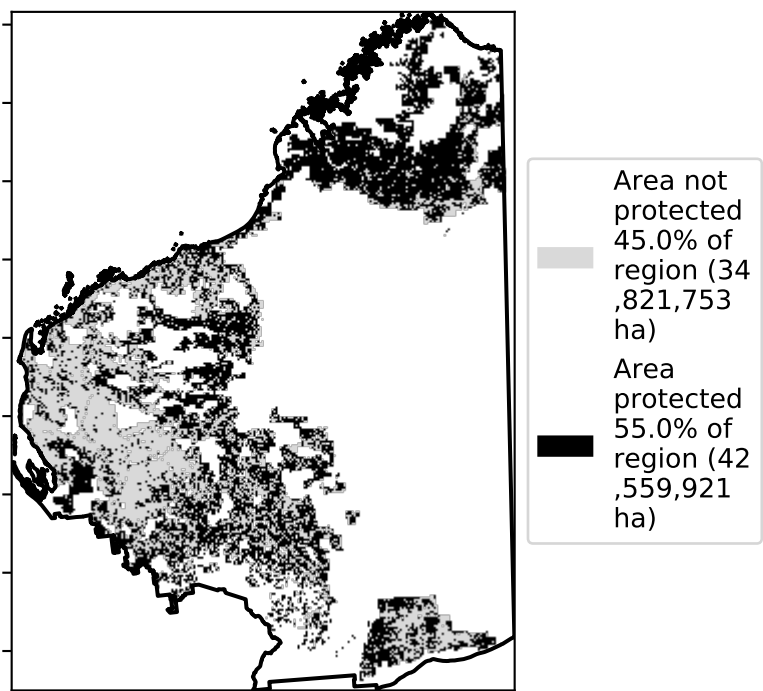 Area not
protected
45.0% of
region (34
,821,753
ha)
Area
protected
55.0% of
region (42
,559,921
ha)